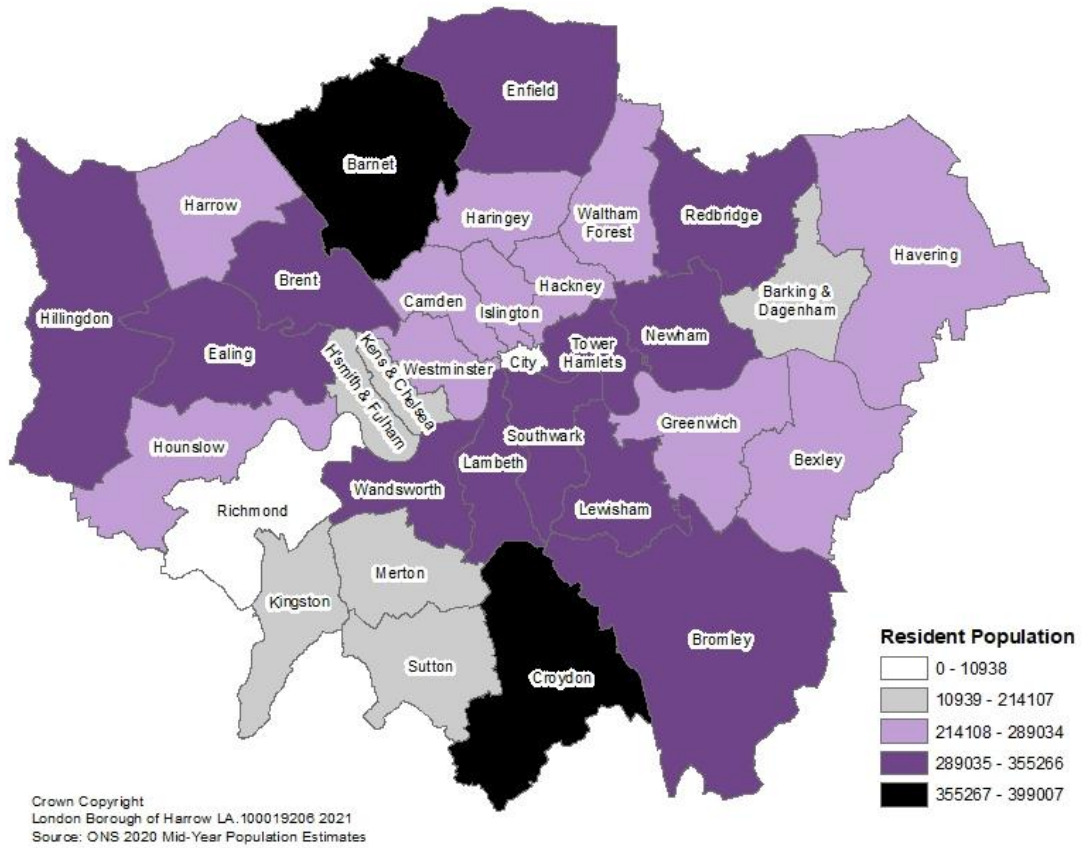 Enfield
Barnet
Harrow
Haringey
Waltham
Forest
Redbridge
Havering
Brent
Camden
Hackney
Islington
Barking &
Dagenham
Hillingdon
Ealing
Kens & Chelsea
H'smith & Fulham
Westminster
City
Tower
Hamlets
Newham
Hounslow
Southwark
Greenwich
Bexley
Lambeth
Wandsworth
Richmond
Lewisham
Merton
Kingston
Sutton
Croydon
Bromley
Resident Population
0 - 10938
10939 - 214107
214108 - 289034
289035 - 355266
355267 - 399007
Crown Copyright
London Borough of Harrow LA.100019206 2021
Source: ONS 2020 Mid-Year Population Estimates